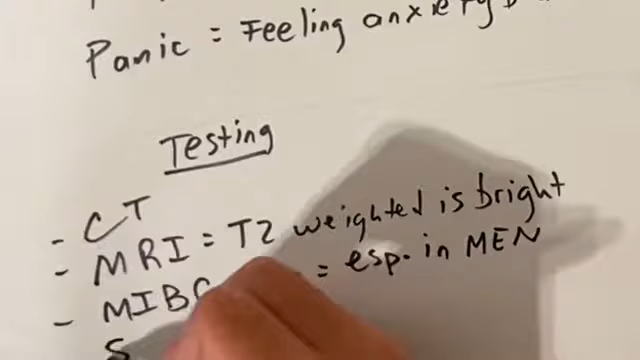 Panic = Feeling anxiety
Testing
- CT
- MRI = T2 weighted is bright
- MIBG = esp. in MEN
S